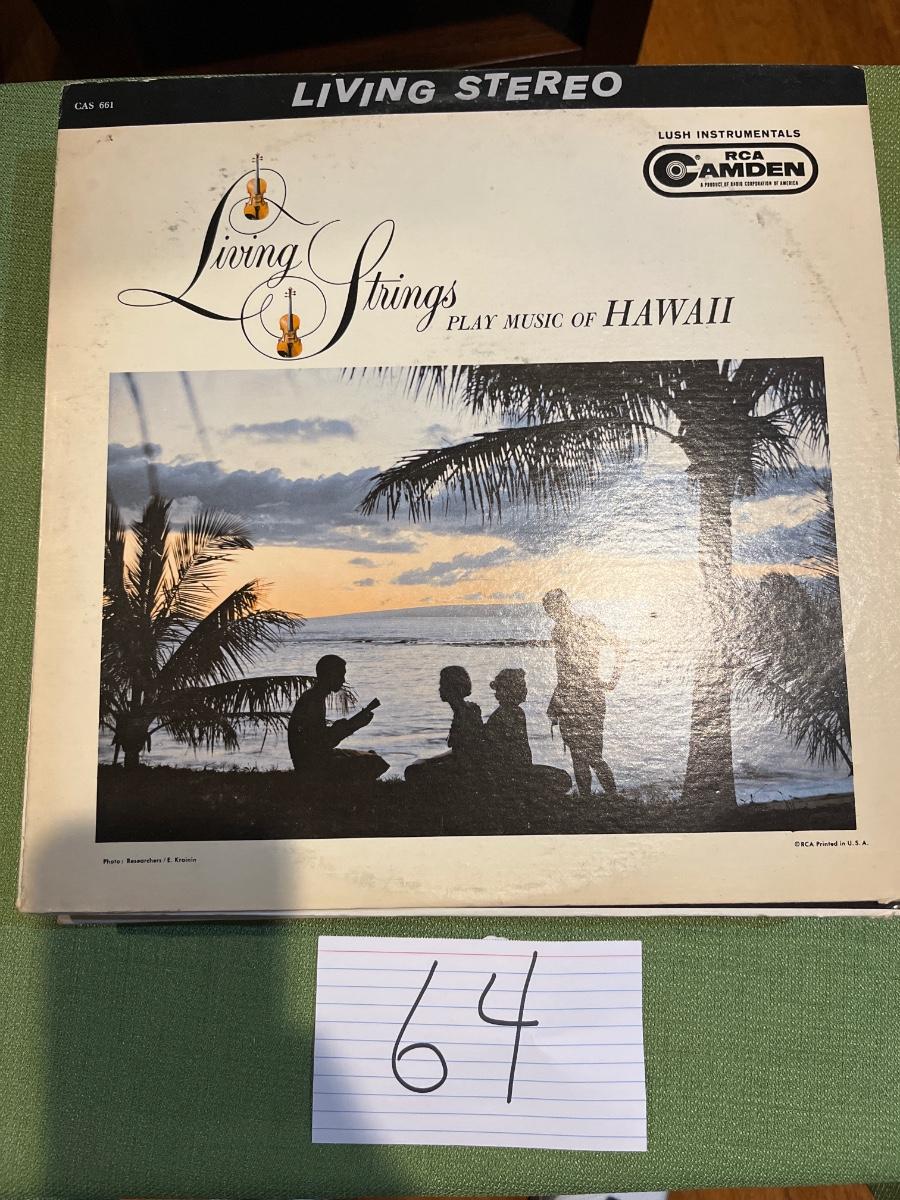 LIVING STEREO
CAS 661
LUSH INSTRUMENTALS
RCA
CAMDEN
A PRODUCT OF RADIO CORPORATION OF AMERICA
Living
Strings
PLAY MUSIC OF HAWAII
Photo: Researchers/E. Krainin
©RCA Printed in U.S.A.
64